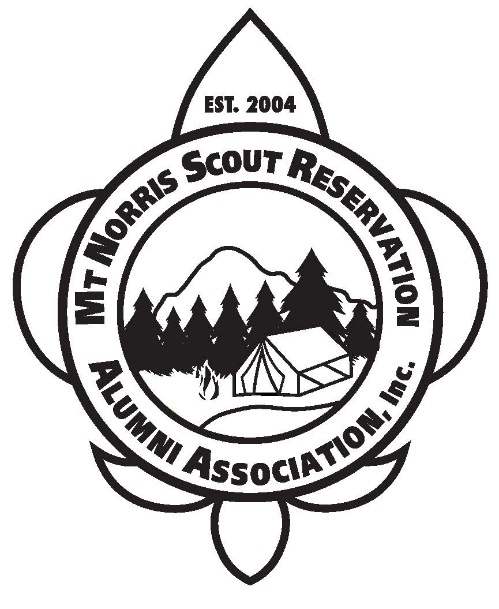 EST. 2004
MT NORRIS SCOUT RESERVATION
ALUMNI ASSOCIATION, Inc.